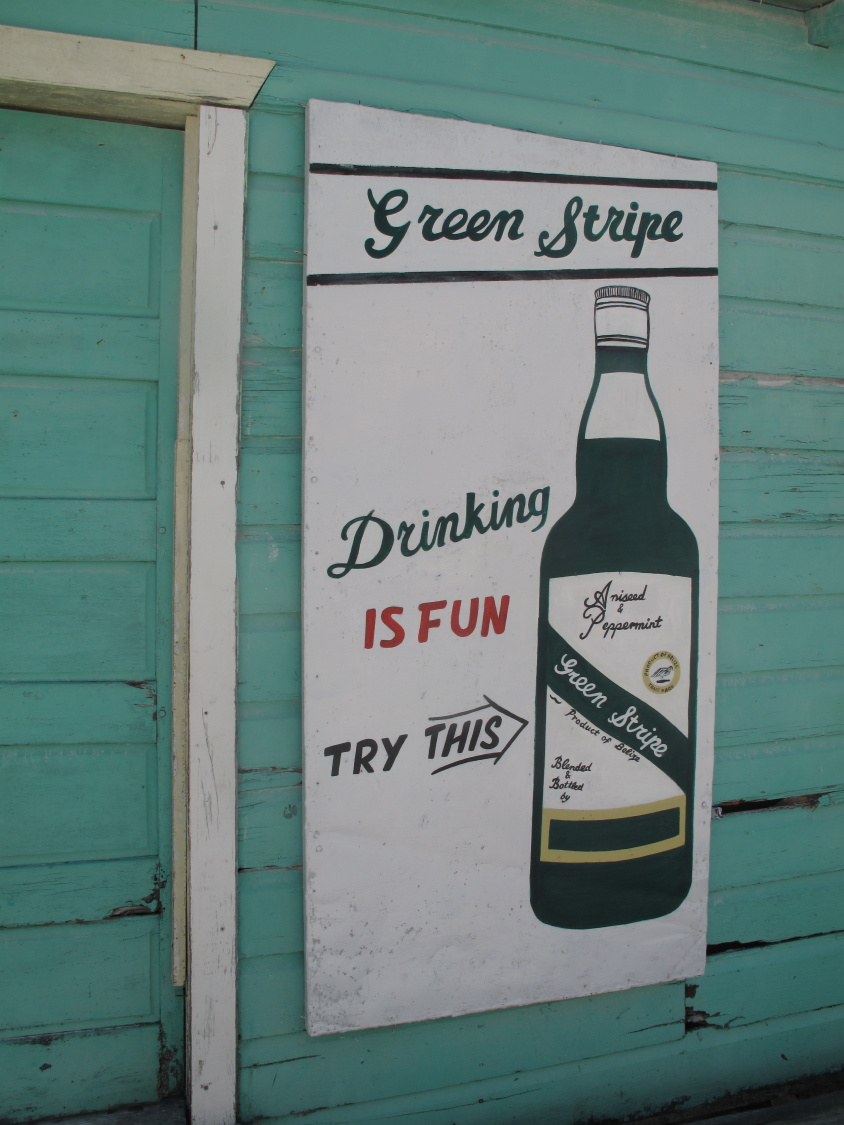 Green Stripe
Drinking
IS FUN
TRY THIS
Aniseed
&
Peppermint
Green Stripe
Product of Belize
Blended
&
Bottled
by